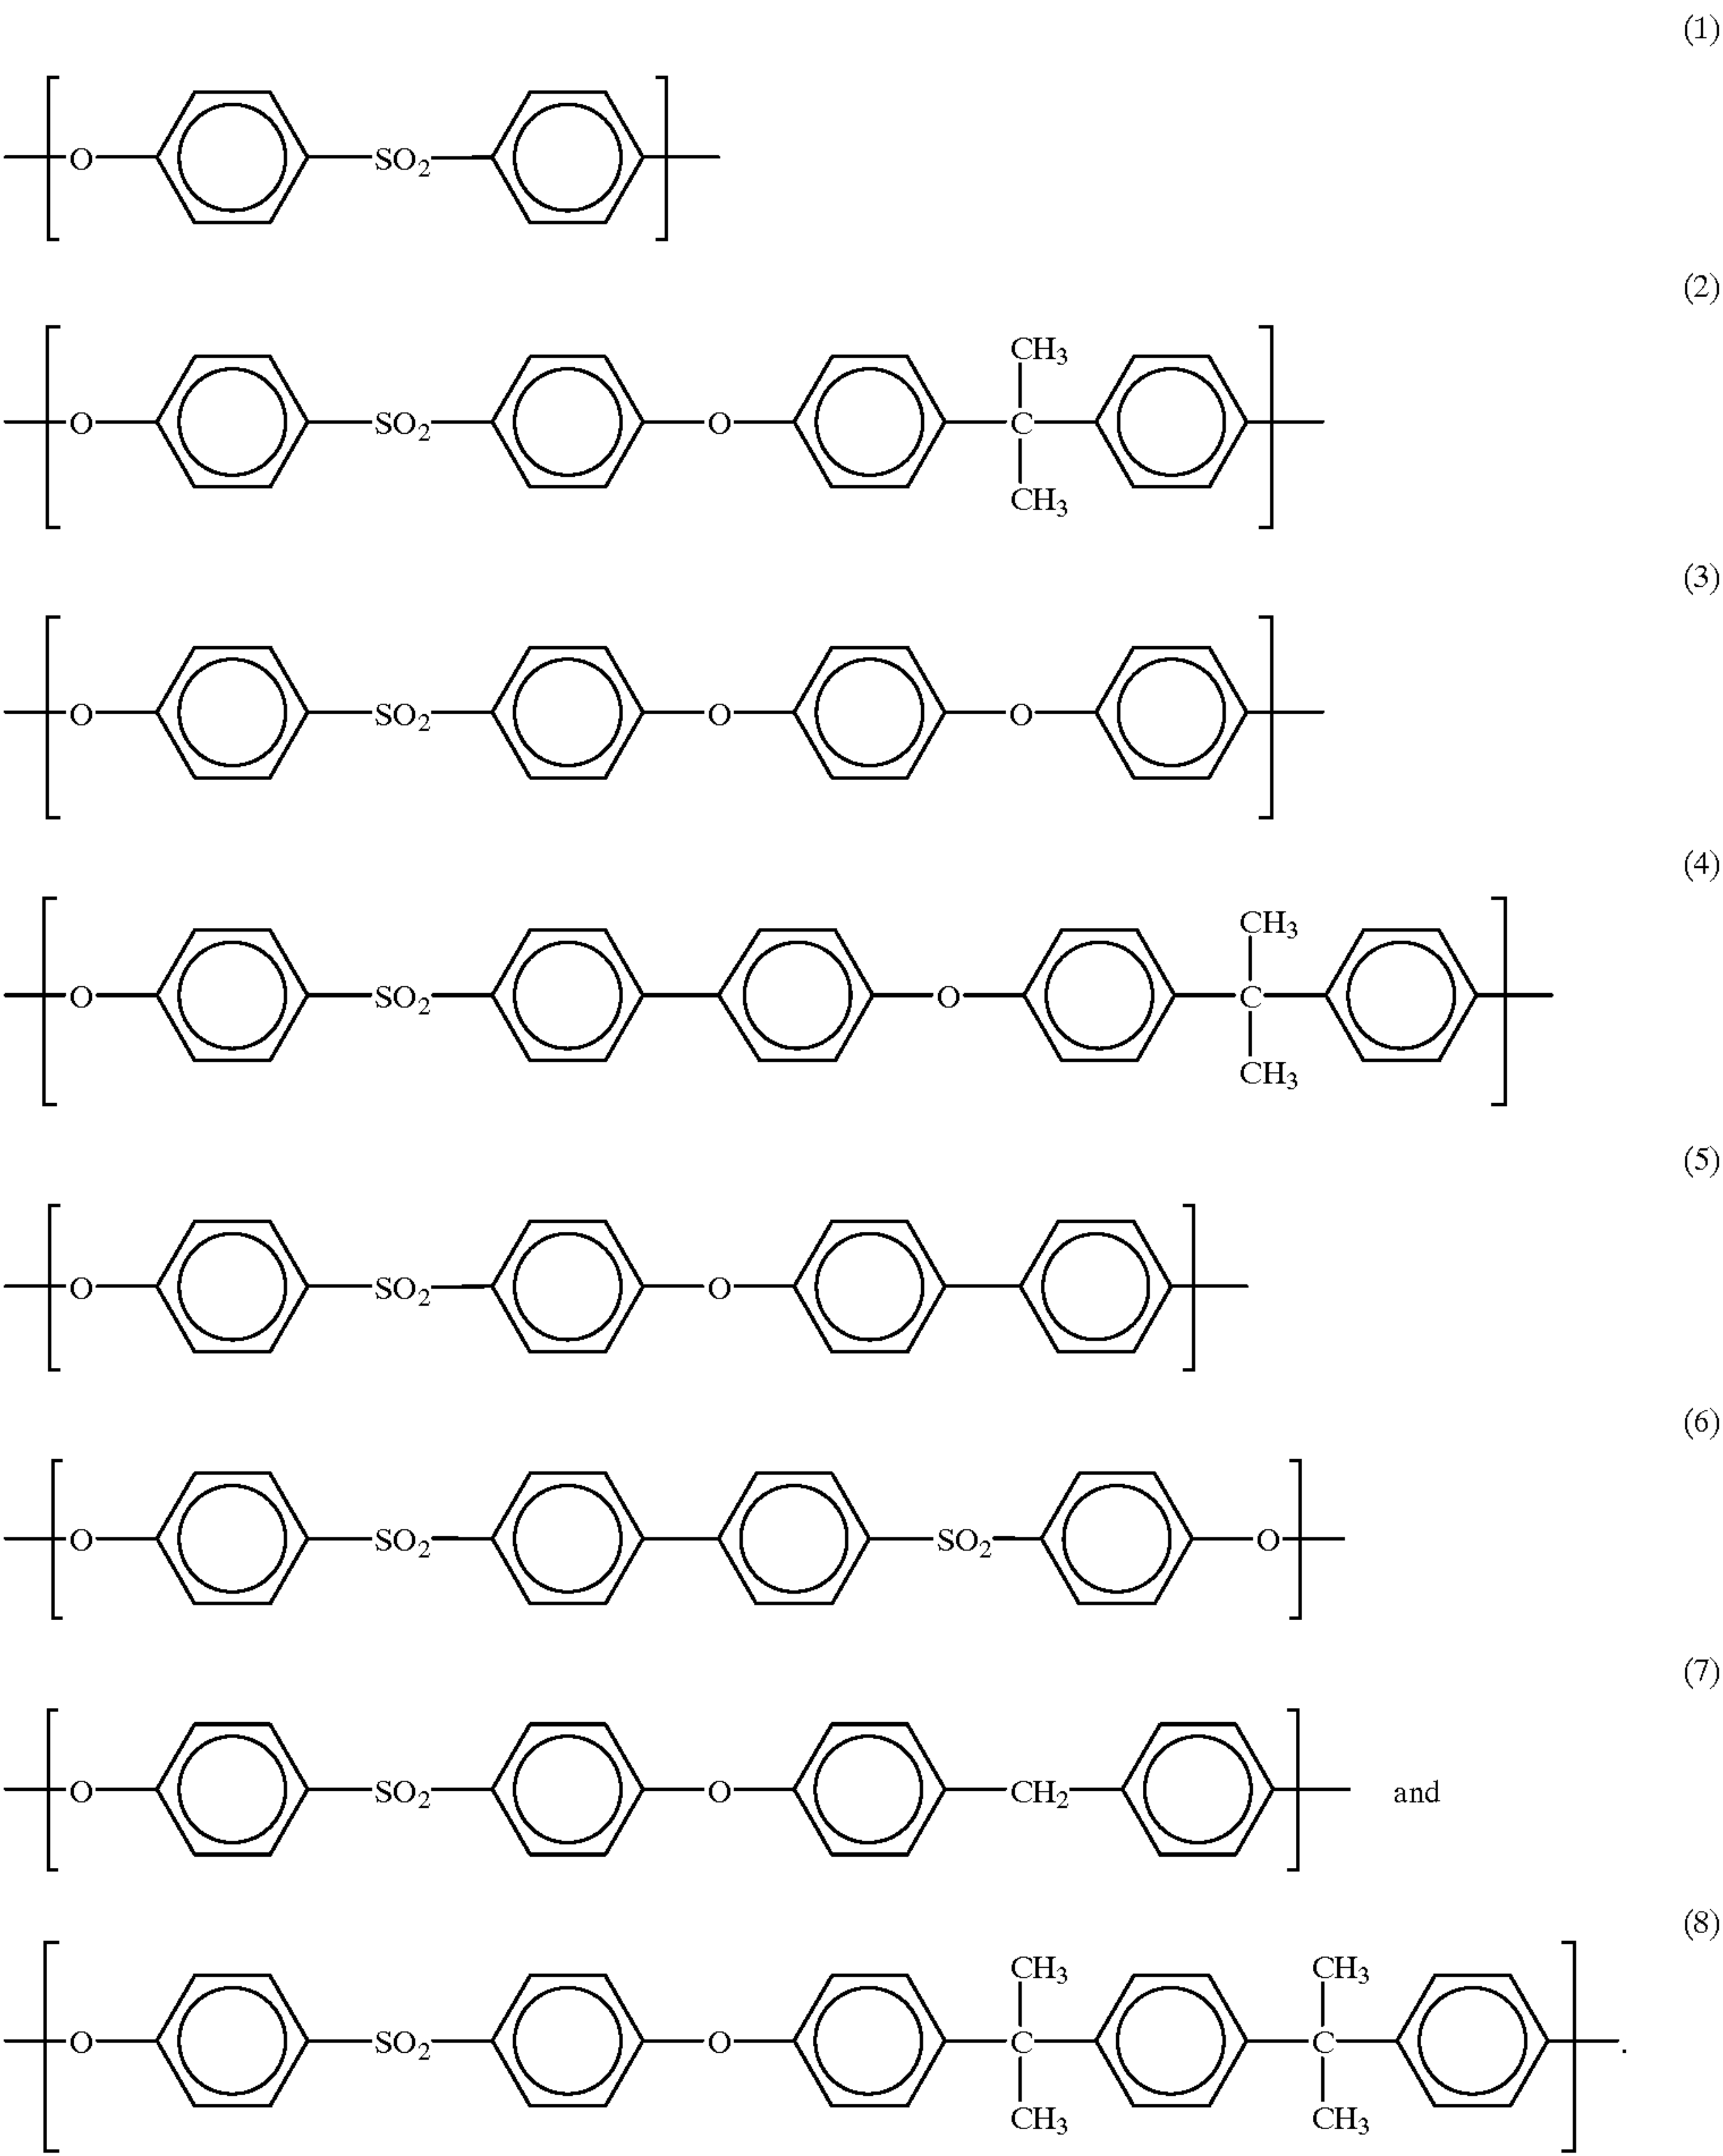 (1)
O SO2
(2)
CH3
O SO2 O C
CH3
(3)
O SO2 O O
(4)
CH3
O SO2 O C
CH3
(5)
O SO2 O
(6)
O SO2 SO2 O
(7)
O SO2 O CH2 and
(8)
CH3 CH3
O SO2 O C C .
CH3 CH3